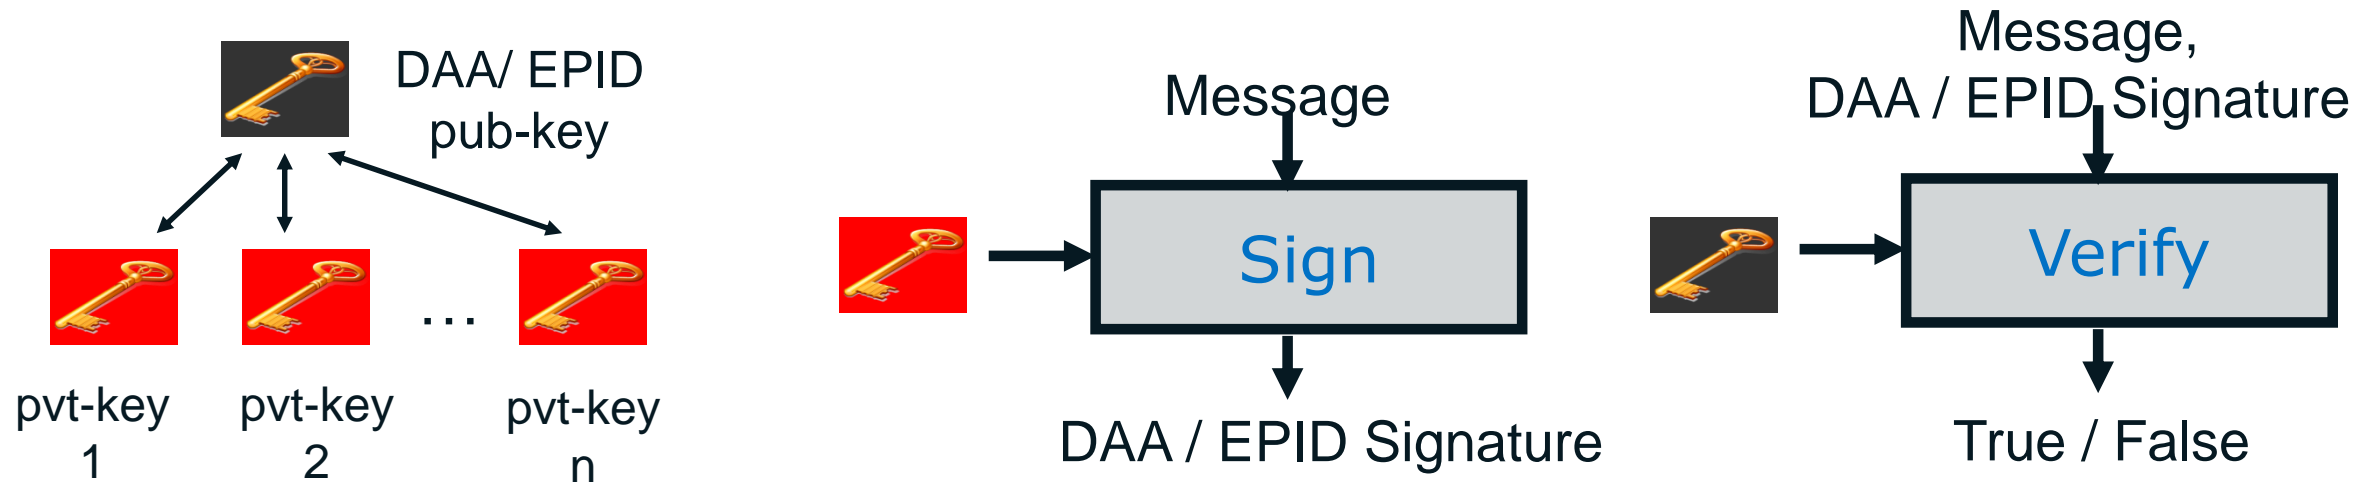 DAA/ EPID
pub-key
pvt-key
1
pvt-key
2
…
pvt-key
n
Message
Sign
DAA / EPID Signature
Message,
DAA / EPID Signature
Verify
True / False